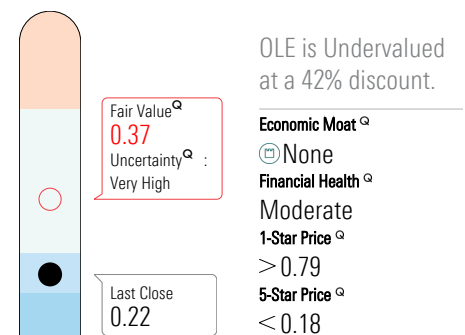 Fair Value Q
0.37
Uncertainty Q :
Very High
Last Close
0.22
OLE is Undervalued
at a 42% discount.
Economic Moat Q
None
Financial Health Q
Moderate
1-Star Price Q
>0.79
5-Star Price Q
<0.18